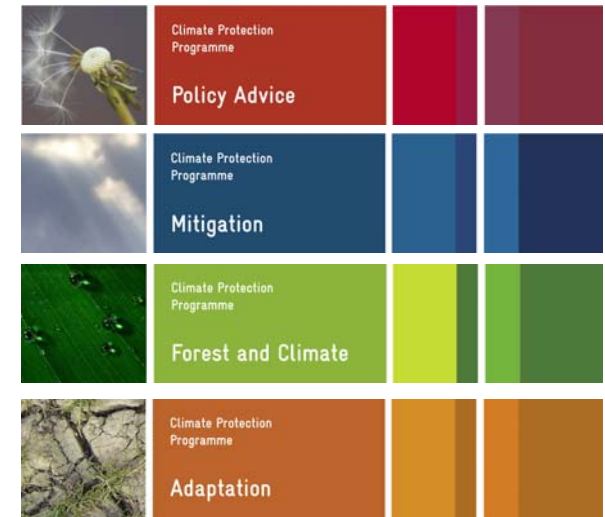 Climate Protection
Programme
Policy Advice
Climate Protection
Programme
Mitigation
Climate Protection
Programme
Forest and Climate
Climate Protection
Programme
Adaptation